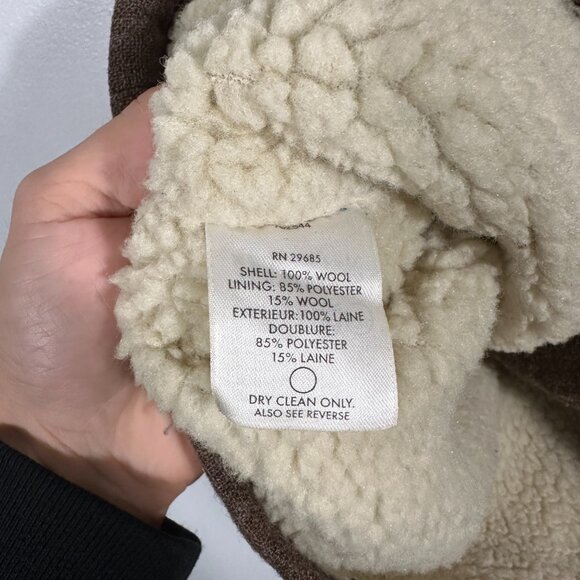 RN 29685
SHELL: 100% WOOL
LINING: 85% POLYESTER
15% WOOL
EXTERIEUR:100% LAINE
DOUBLURE:
85% POLYESTER
15% LAINE
DRY CLEAN ONLY.
ALSO SEE REVERSE